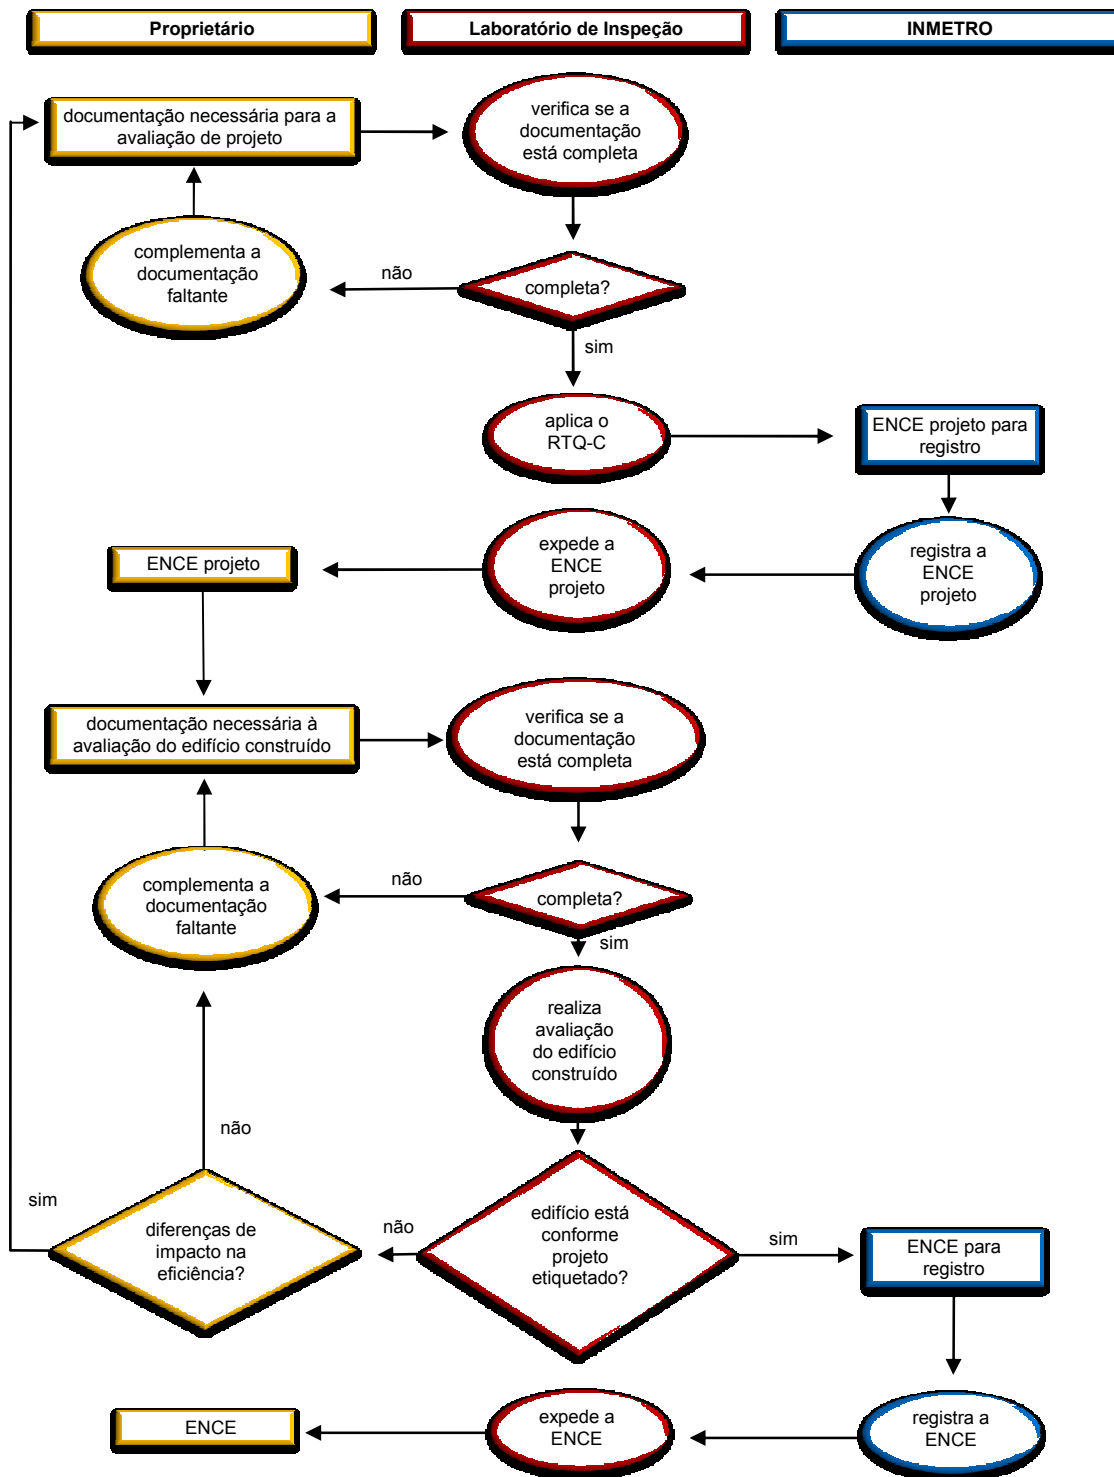 Proprietário
Laboratório de Inspeção
INMETRO
documentação necessária para a
avaliação de projeto
verifica se a
documentação
está completa
complementa a
documentação
faltante
não
completa?
sim
aplica o
RTQ-C
ENCE projeto para
registro
ENCE projeto
expede a
ENCE
projeto
registra a
ENCE
projeto
documentação necessária à
avaliação do edifício construído
verifica se a
documentação
está completa
complementa a
documentação
faltante
não
completa?
sim
realiza
avaliação
do edifício
construído
não
sim
diferenças de
impacto na
eficiência?
não
edifício está
conforme
projeto
etiquetado?
sim
ENCE para
registro
ENCE
expede a
ENCE
registra a
ENCE